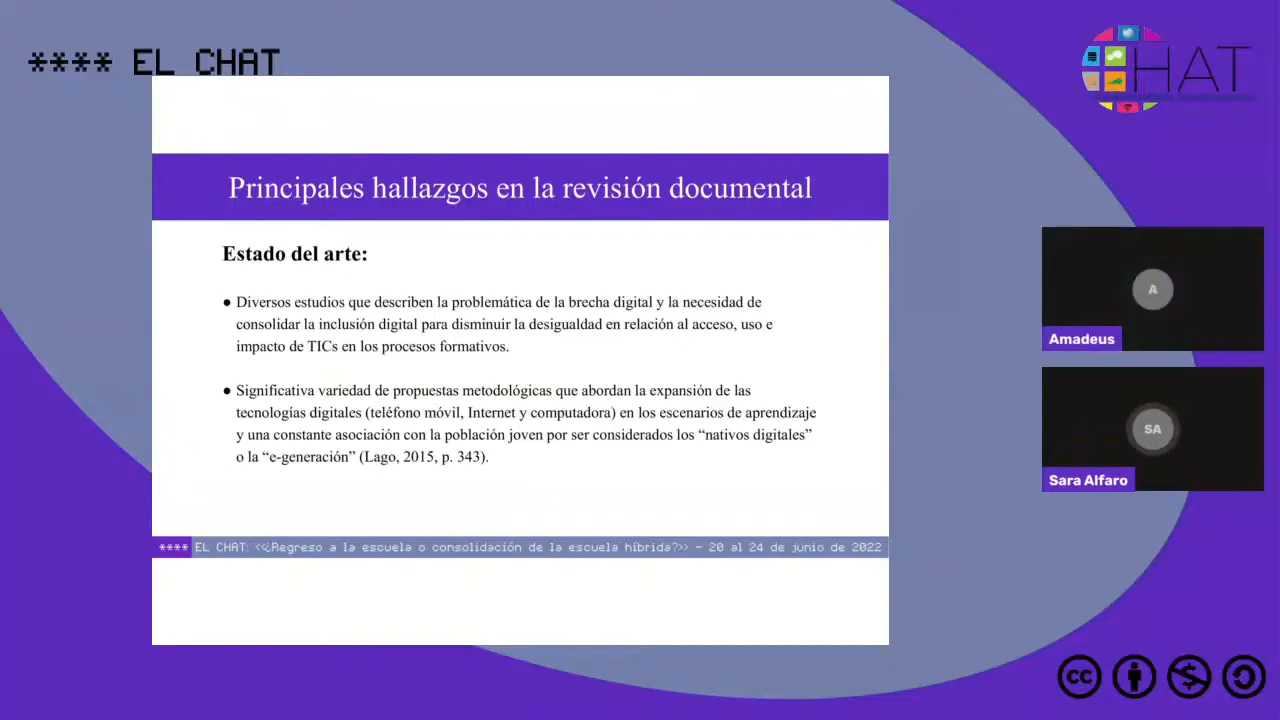 **** EL CHAT
HAT
Principales hallazgos en la revisión documental
Estado del arte:
● Diversos estudios que describen la problemática de la brecha digital y la necesidad de
consolidar la inclusión digital para disminuir la desigualdad en relación al acceso, uso e
impacto de TICs en los procesos formativos.
● Significativa variedad de propuestas metodológicas que abordan la expansión de las
tecnologías digitales (teléfono móvil, Internet y computadora) en los escenarios de aprendizaje
y una constante asociación con la población joven por ser considerados los “nativos digitales”
o la “e-generación” (Lago, 2015, p. 343).
**** EL CHAT: <<¿Regreso a la escuela o consolidación de la escuela híbrida?>> – 20 al 24 de junio de 2022
A
Amadeus
SA
Sara Alfaro
CC